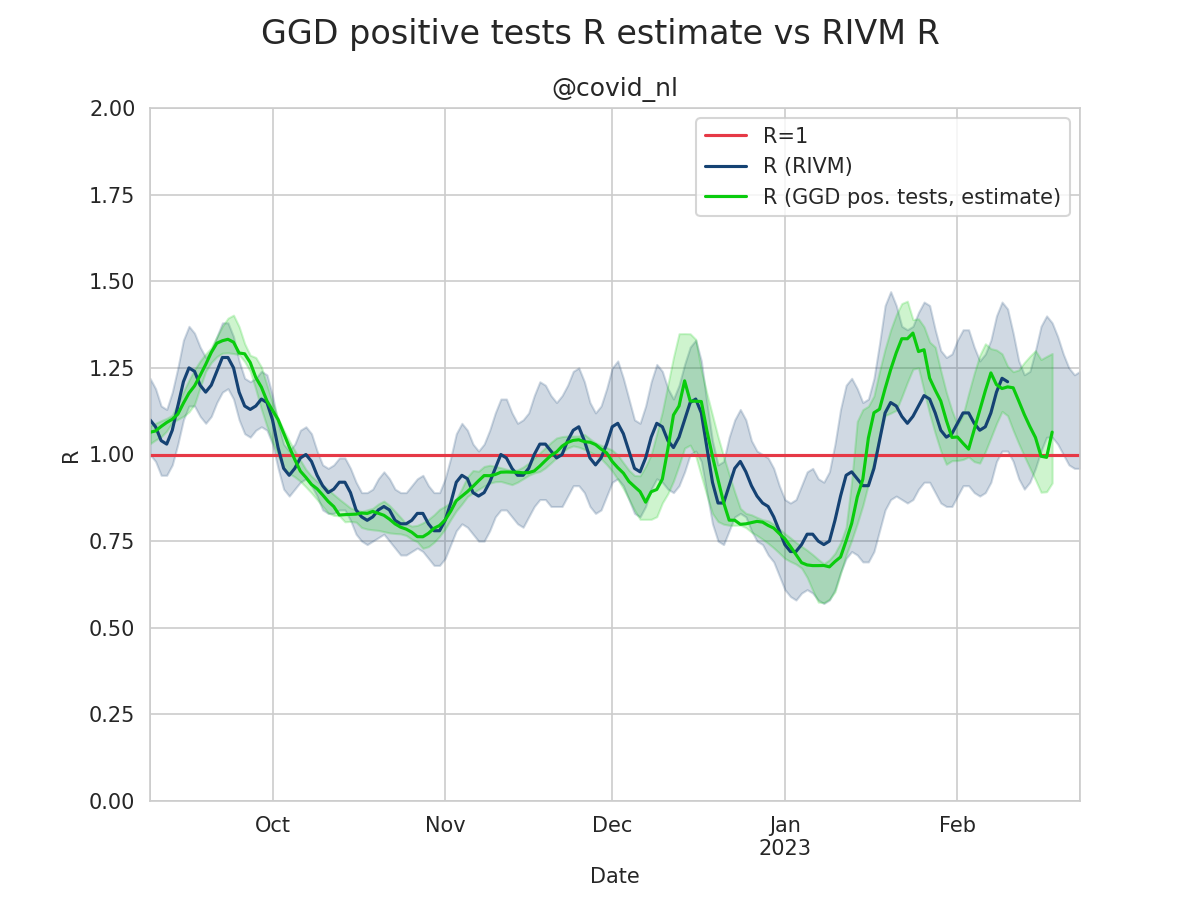 GGD positive tests R estimate vs RIVM R
@covid_nl
R=1
R (RIVM)
R (GGD pos. tests, estimate)
2.00
1.75
1.50
1.25
1.00
0.75
0.50
0.25
0.00
R
Oct
Nov
Dec
Jan
2023
Feb
Date